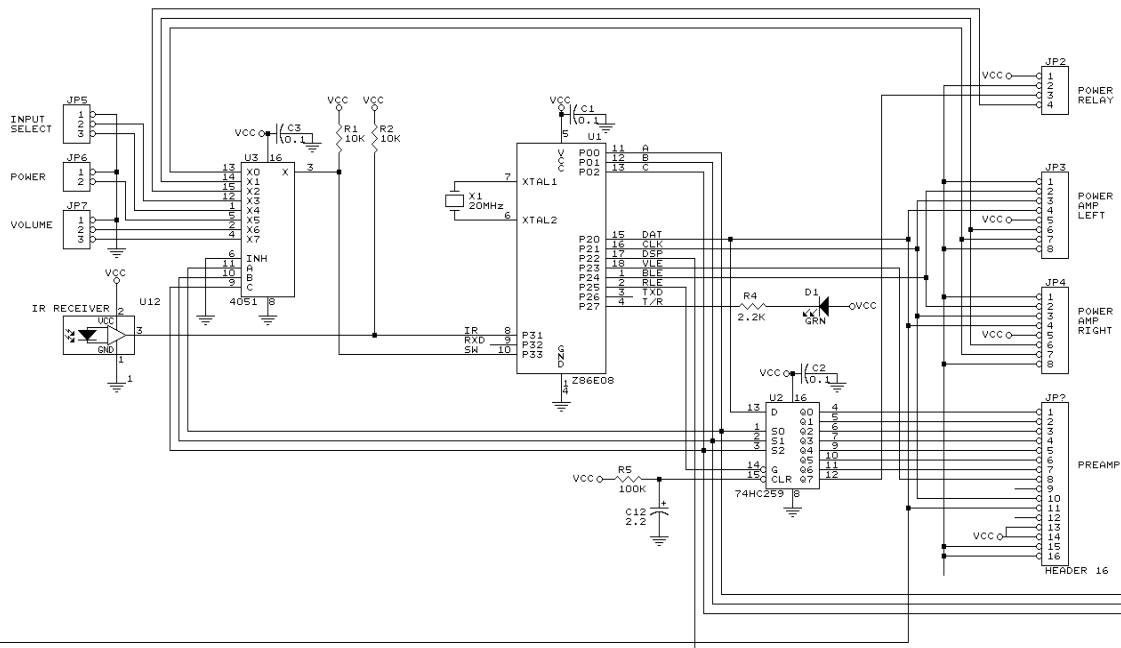 JP5
INPUT
SELECT
1
2
3
JP6
POWER
1
2
JP7
VOLUME
1
2
3
VCC
C3
0.1
U3
16
13 X0
14 X1
15 X2
12 X3
1 X4
5 X5
2 X6
4 X7
X 3
6 INH
11 A
10 B
9 C
4051 8
VCC
R1
10K
VCC
R2
10K
VCC
IR RECEIVER U12
2
VCC
3
GND
1
1
VCC
C1
0.1
5
U1
VCC
P00 11 A
P01 12 B
P02 13 C
7 XTAL1
X1
20MHz
6 XTAL2
P20 15 DAT
P21 16 CLK
P22 17 DSP
P23 18 VLE
P24 1 BLE
P25 2 RLE
P26 3 TXD
P27 4 T/R
IR 8 P31
RXD 9 P32
SW 10 P33
GND
14
Z86E08
R4
2.2K
D1
GRN
VCC
VCC
C2
0.1
U2 16
13 D
1 S0
2 S1
3 S2
14 G
15 CLR
Q0 4
Q1 5
Q2 6
Q3 7
Q4 9
Q5 10
Q6 11
Q7 12
74HC259 8
VCC
R5
100K
C12
2.2
+
JP2
VCC
1
2
3
4
POWER
RELAY
JP3
1
2
3
4
VCC 5
6
7
8
POWER
AMP
LEFT
JP4
1
2
3
4
VCC 5
6
7
8
POWER
AMP
RIGHT
JP?
1
2
3
4
5
6
7
8
9
10
11
12
13
VCC 14
15
16
PREAMP
HEADER 16